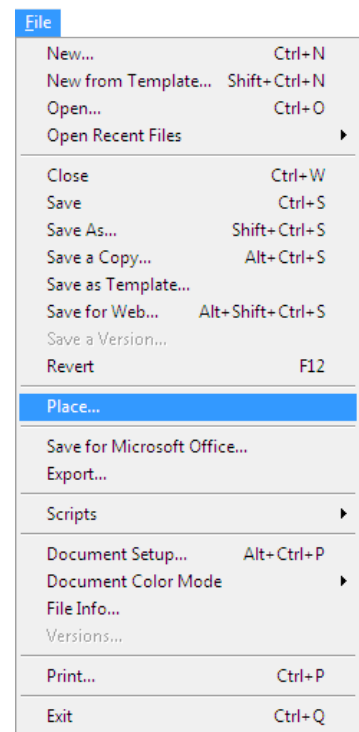 File
New... Ctrl+N
New from Template... Shift+Ctrl+N
Open... Ctrl+O
Open Recent Files
Close Ctrl+W
Save Ctrl+S
Save As... Shift+Ctrl+S
Save a Copy... Alt+Ctrl+S
Save as Template...
Save for Web... Alt+Shift+Ctrl+S
Save a Version...
Revert F12
Place...
Save for Microsoft Office...
Export...
Scripts
Document Setup... Alt+Ctrl+P
Document Color Mode
File Info...
Versions...
Print... Ctrl+P
Exit Ctrl+Q